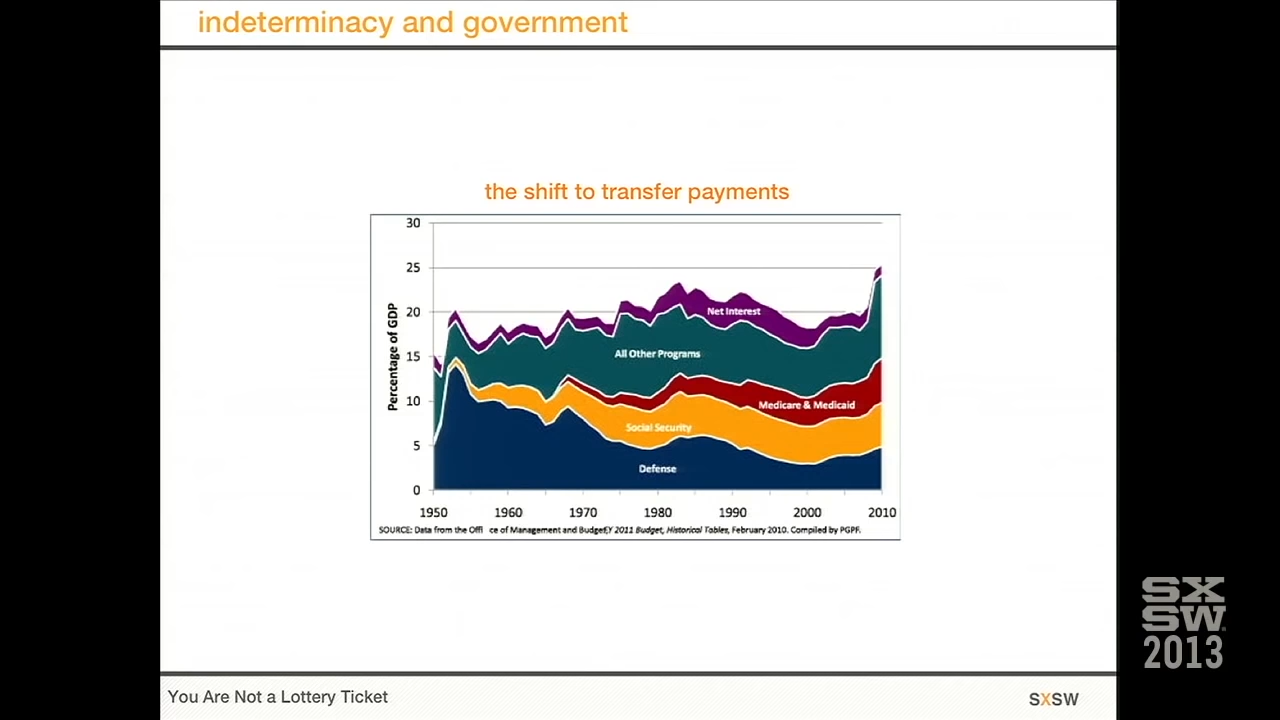 indeterminacy and government
the shift to transfer payments
30
25
20
15
10
5
0
Percentage of GDP
Net Interest
All Other Programs
Medicare & Medicaid
Social Security
Defense
1950 1960 1970 1980 1990 2000 2010
SOURCE: Data from the Offi ce of Management and Budget,FY 2011 Budget, Historical Tables, February 2010. Compiled by PGPF.
SX
SW.
2013
You Are Not a Lottery Ticket
SXSW